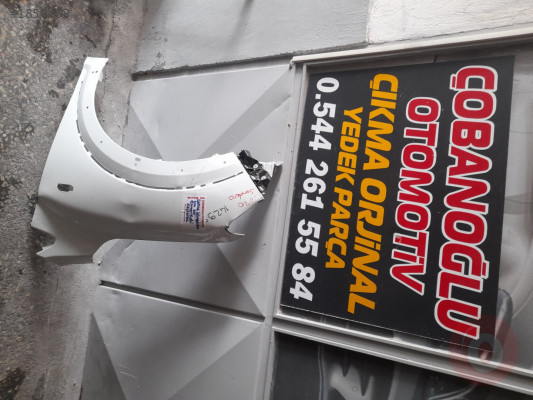 ÇOBANOĞLU
OTOMOTİV
ÇIKMA ORJİNAL
YEDEK PARÇA
0.544 261 55 84